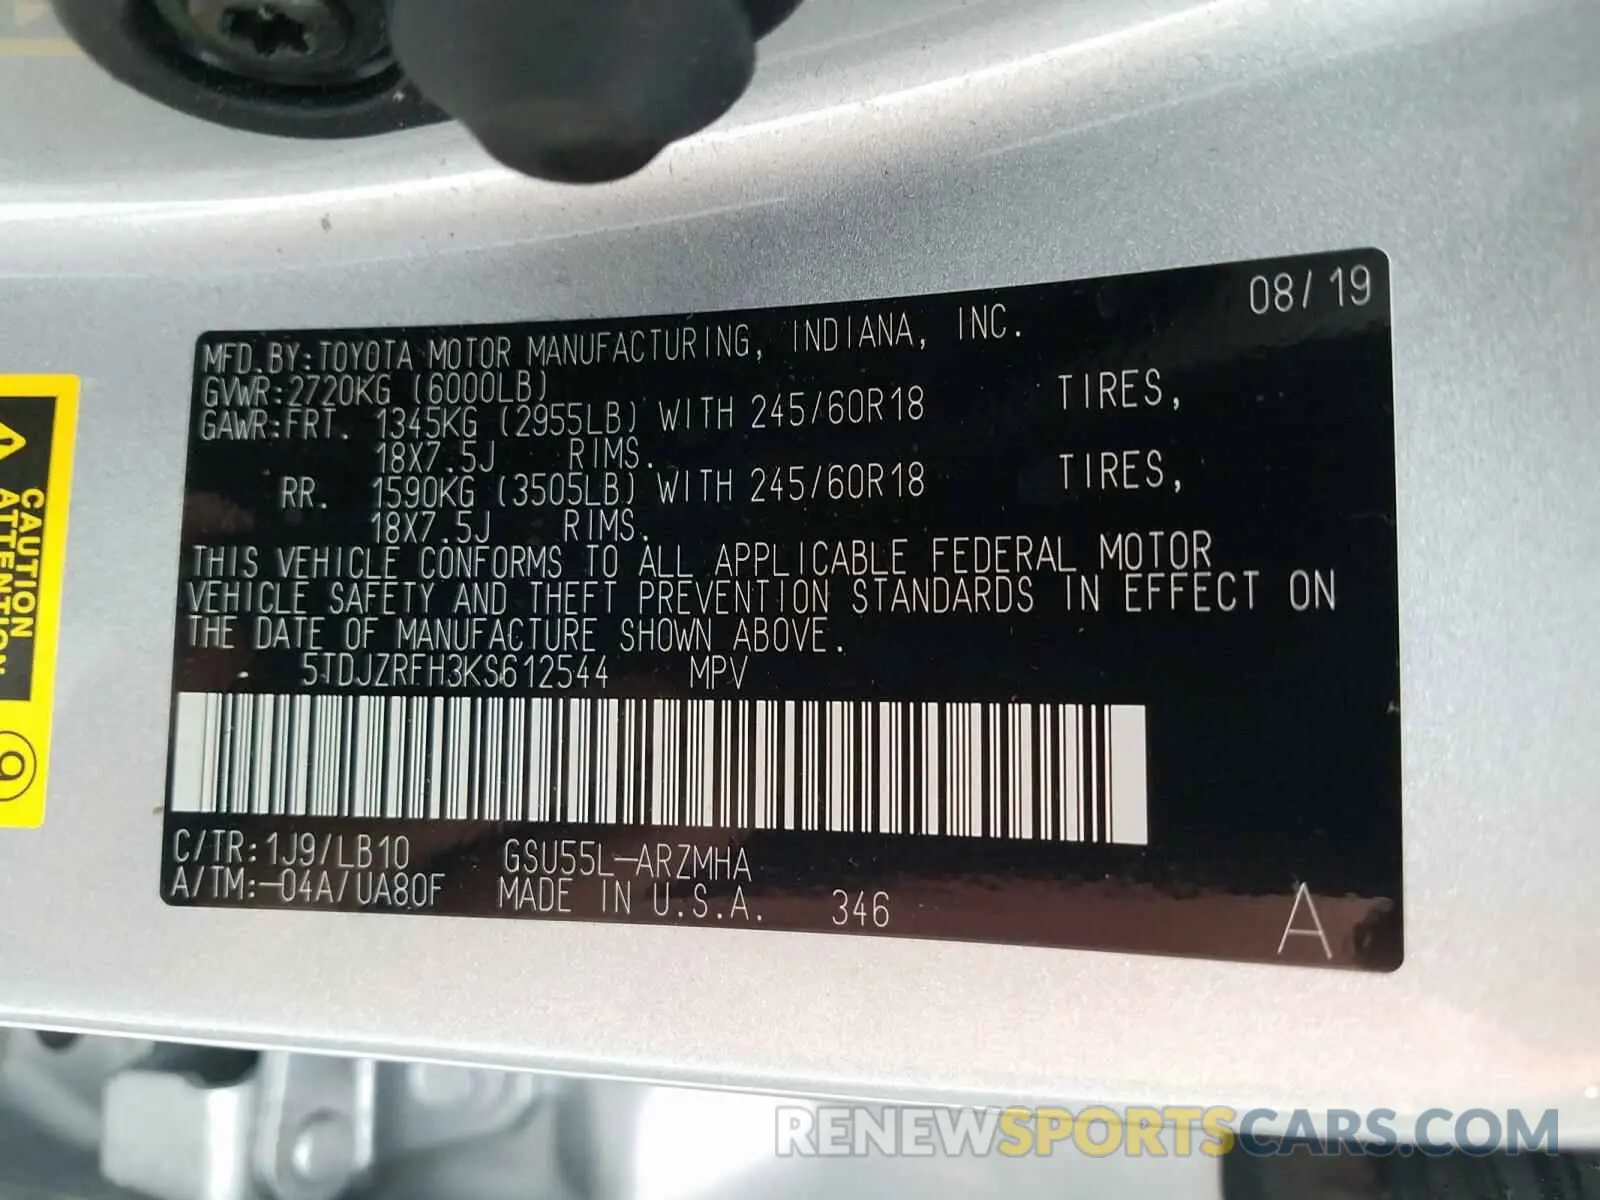 08/19
MFD.BY:TOYOTA MOTOR MANUFACTURING, INDIANA, INC.
GVWR:2720KG (6000LB)
GAWR:FRT. 1345KG (2955LB) WITH 245/60R18 TIRES,
18X7.5J RIMS.
RR. 1590KG (3505LB) WITH 245/60R18 TIRES,
18X7.5J RIMS.
THIS VEHICLE CONFORMS TO ALL APPLICABLE FEDERAL MOTOR
VEHICLE SAFETY AND THEFT PREVENTION STANDARDS IN EFFECT ON
THE DATE OF MANUFACTURE SHOWN ABOVE.
5TDJZRFH3KS612544 MPV
C/TR:1J9/LB10 GSU55L-ARZMHA
A/TM:-04A/UA80F MADE IN U.S.A. 346
A
CAUTION
ATTENTION
RENEWSPORTSCARS.COM